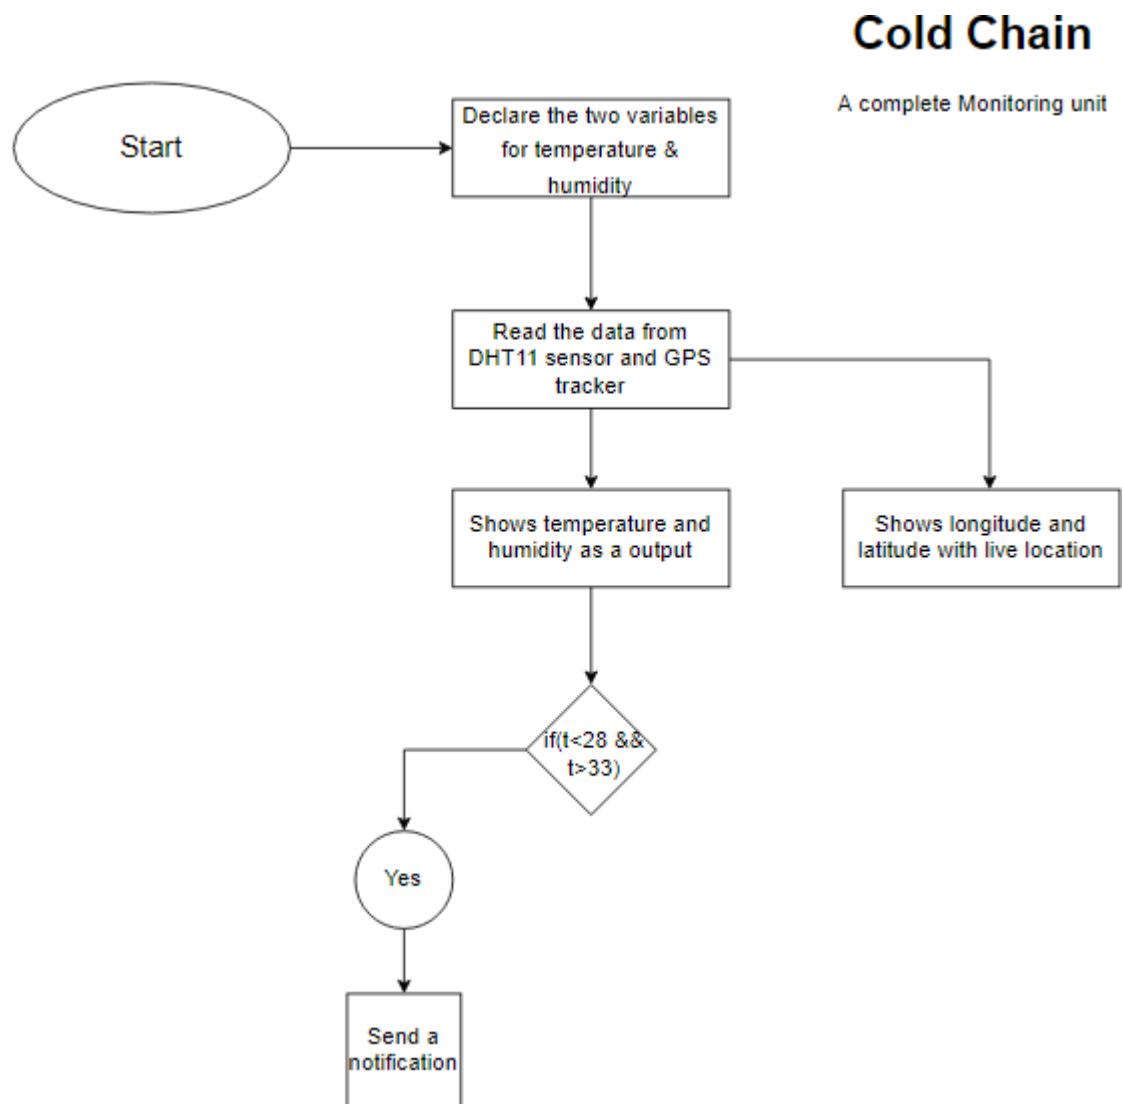 Cold Chain
A complete Monitoring unit
Start
Declare the two variables
for temperature &
humidity
Read the data from
DHT11 sensor and GPS
tracker
Shows temperature and
humidity as a output
Shows longitude and
latitude with live location
if(t<28 &&
t>33)
Yes
Send a
notification